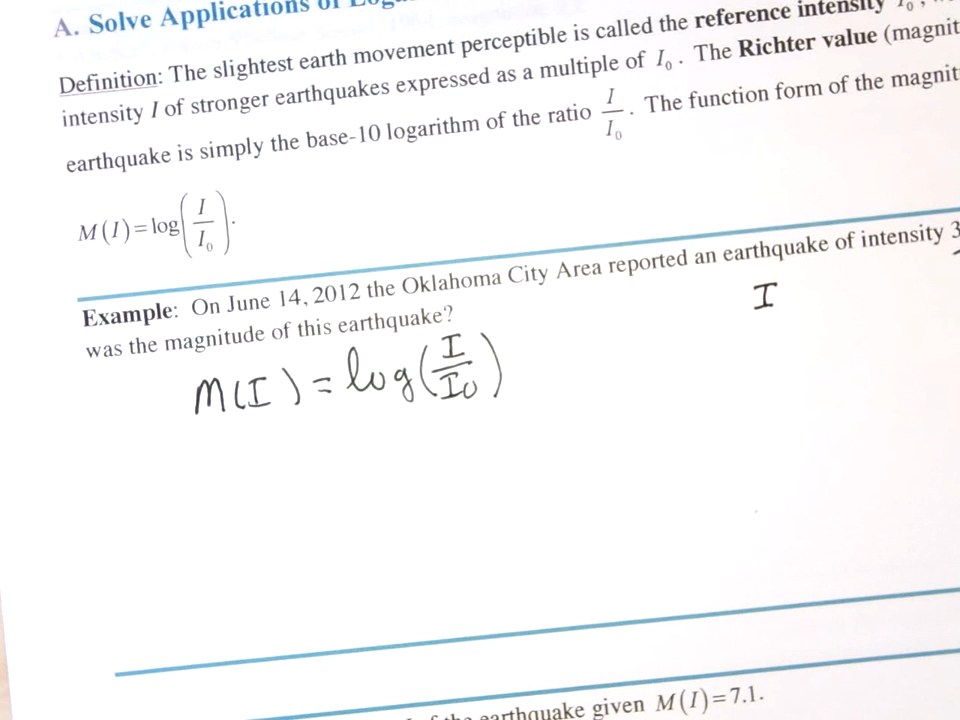 A. Solve Applications of
Definition: The slightest earth movement perceptible is called the reference intensity I₀,
intensity I of stronger earthquakes expressed as a multiple of I₀. The Richter value (magnit
earthquake is simply the base-10 logarithm of the ratio I/I₀. The function form of the magnit
M(I)=log(I/I₀).
Example: On June 14, 2012 the Oklahoma City Area reported an earthquake of intensity 3
was the magnitude of this earthquake?
I
M(I)=log(I/I₀)
earthquake given M(I)=7.1.